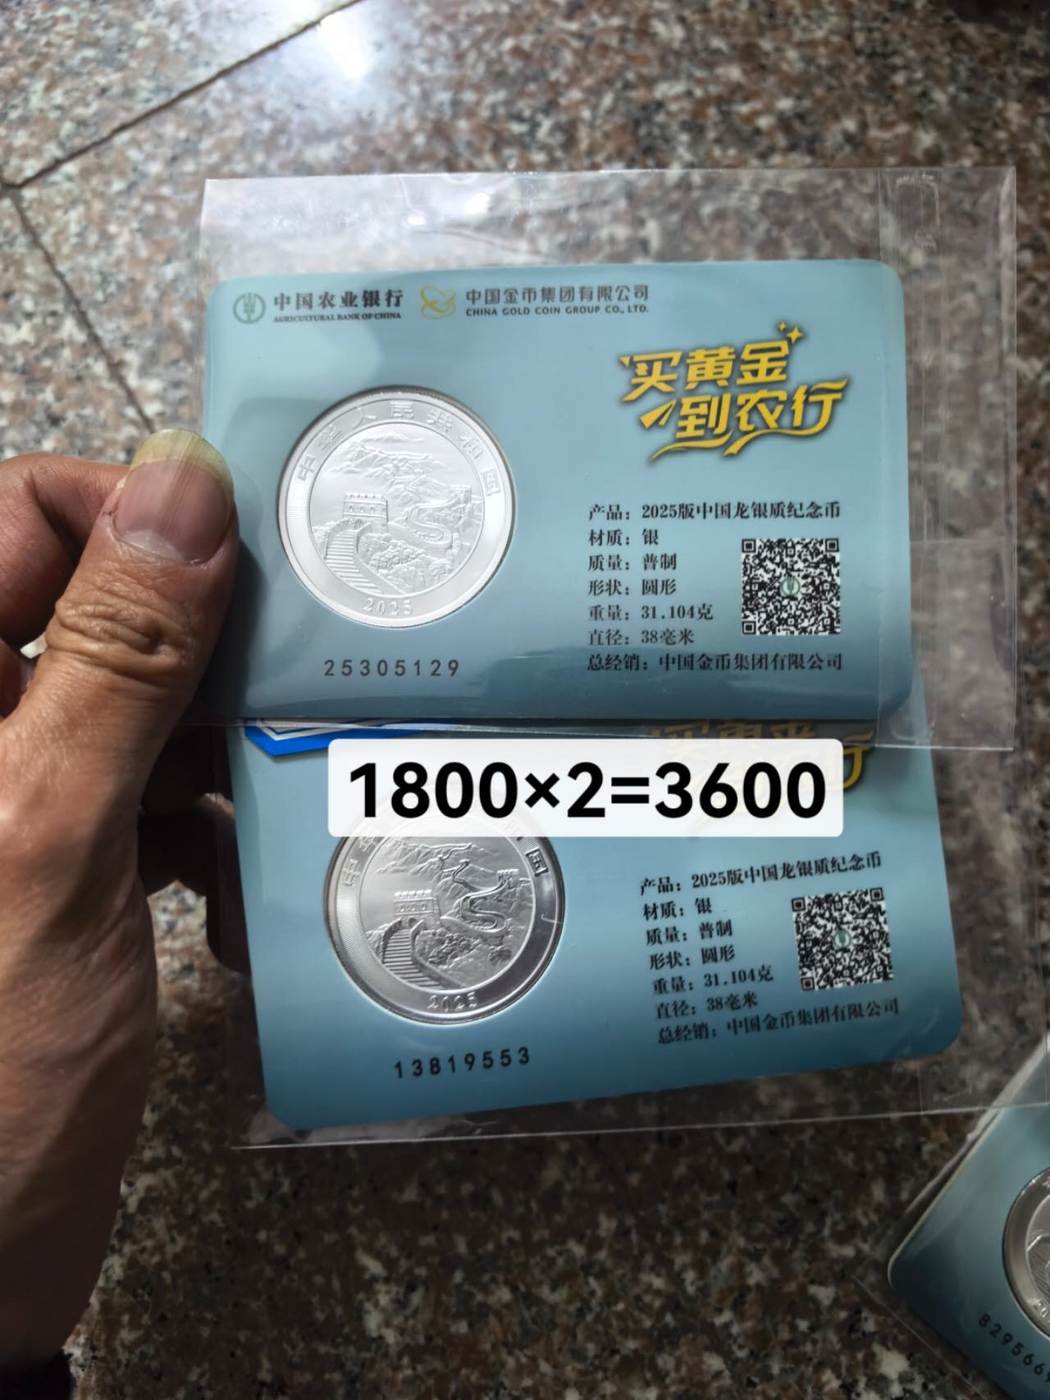 中国农业银行
AGRICULTURAL BANK OF CHINA
中国金币集团有限公司
CHINA GOLD COIN GROUP CO., LTD.
买黄金
到农行
中华人民共和国
2025
25305129
产品：2025版中国龙银质纪念币
材质：银
质量：普制
形状：圆形
重量：31.104克
直径：38毫米
总经销：中国金币集团有限公司
1800×2=3600
2025
13819553
产品：2025版中国龙银质纪念币
材质：银
质量：普制
形状：圆形
重量：31.104克
直径：38毫米
总经销：中国金币集团有限公司